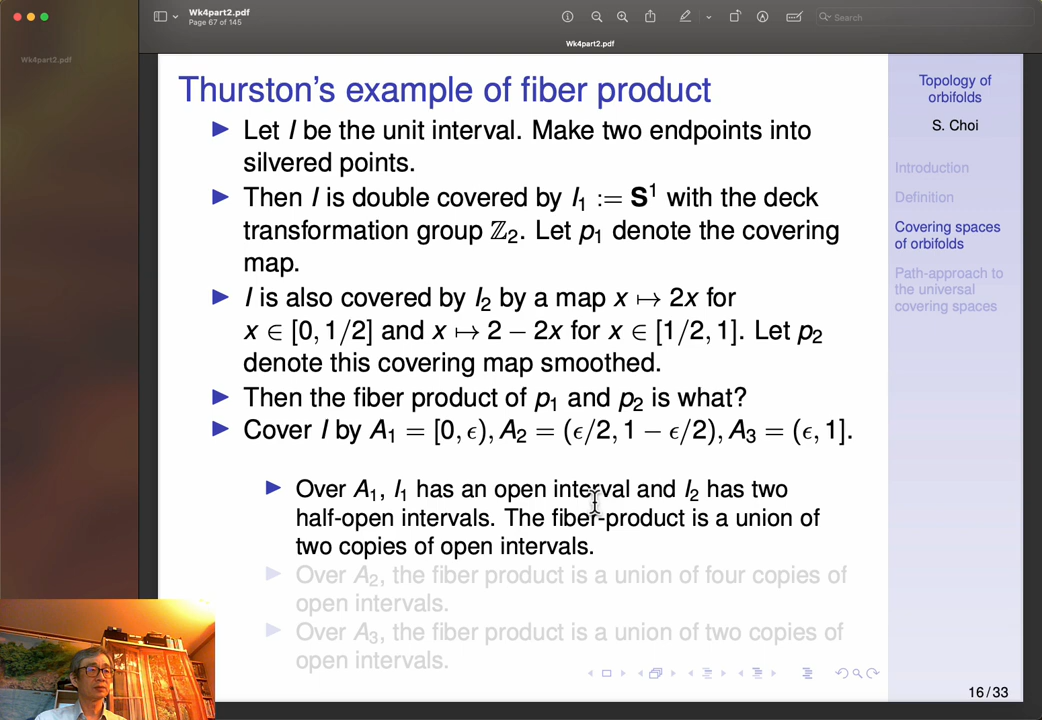 Wk4part2.pdf
Page 67 of 145
Search
Wk4part2.pdf
Wk4part2.pdf
Thurston's example of fiber product
Let I be the unit interval. Make two endpoints into
silvered points.
Then I is double covered by I₁ := S¹ with the deck
transformation group ℤ₂. Let p₁ denote the covering
map.
I is also covered by I₂ by a map x ↦ 2x for
x ∈ [0, 1/2] and x ↦ 2 − 2x for x ∈ [1/2, 1]. Let p₂
denote this covering map smoothed.
Then the fiber product of p₁ and p₂ is what?
Cover I by A₁ = [0, ϵ), A₂ = (ϵ/2, 1 − ϵ/2), A₃ = (ϵ, 1].
Over A₁, I₁ has an open interval and I₂ has two
half-open intervals. The fiber-product is a union of
two copies of open intervals.
Over A₂, the fiber product is a union of four copies of
open intervals.
Over A₃, the fiber product is a union of two copies of
open intervals.
Topology of
orbifolds
S. Choi
Introduction
Definition
Covering spaces
of orbifolds
Path-approach to
the universal
covering spaces
16/33